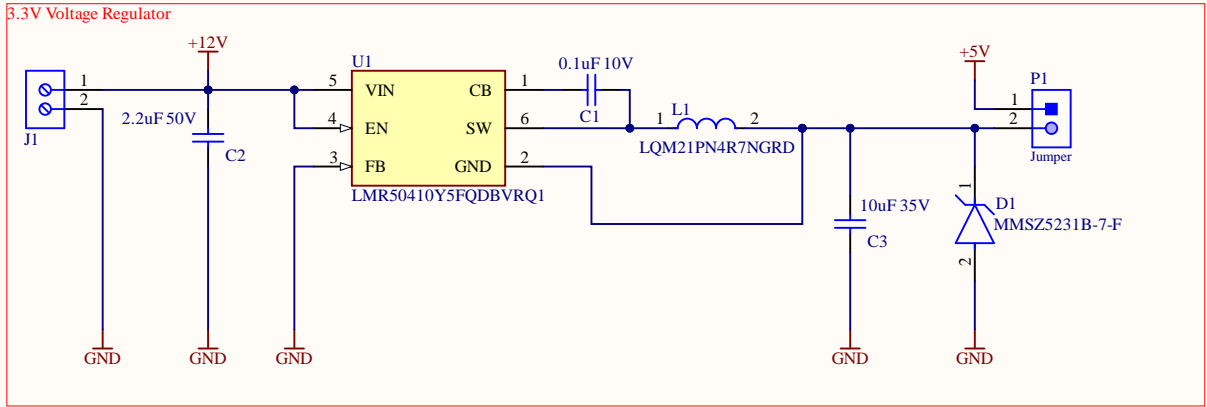 3.3V Voltage Regulator
+12V
+5V
J1
1
2
2.2uF 50V
C2
U1
5
VIN
4
EN
3
FB
CB
1
SW
6
GND
2
LMR50410Y5FQDBVRQ1
0.1uF 10V
C1
L1
1
2
LQM21PN4R7NGRD
10uF 35V
C3
1
D1
MMSZ5231B-7-F
2
P1
1
2
Jumper
GND
GND
GND
GND
GND